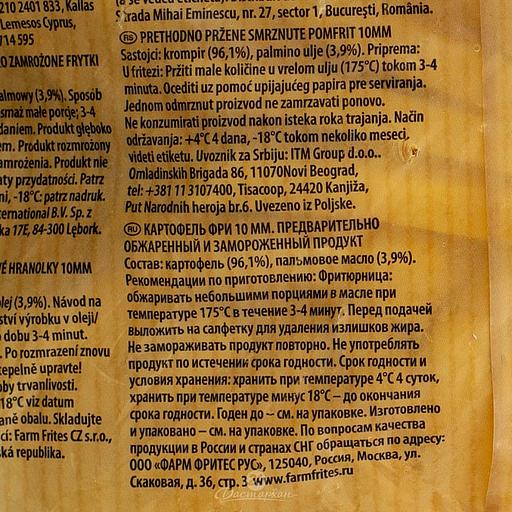 210 2401 833, Kallas
Lemesos Cyprus,
714 595
ZAMROŻONE FRYTKI
almowy (3,9%). Sposób
smaż małe porcje; 3-4
daniem. Produkt głęboko
em. Produkt rozmrożony
amrożenia. Produkt nie
aty przydatności. Patrz
ni, -18°C: patrz nadruk.
ternational B.V. Sp. z
ka 17E, 84-300 Lębork.
VÉ HRANOLKY 10MM
olej (3,9%). Návod na
ství výrobku v oleji/
dobu 3-4 minut.
. Po rozmrazení znovu
tepelně upravte!
oby trvanlivosti.
18°C viz datum
aně obalu. Skladujte
cí: Farm Frites CZ s.r.o.,
ká republika.
Strada Mihai Eminescu, nr. 27, sector 1, București, România.
RS PRETHODNO PRŽENE SMRZNUTE POMFRIT 10MM
Sastojci: krompir (96,1%), palmino ulje (3,9%). Priprema:
U fritezi: Pržiti male količine u vrelom ulju (175°C) tokom 3-4
minuta. Ocediti uz pomoć upijajućeg papira pre serviranja.
Jednom odmrznut proizvod ne zamrzavati ponovo.
Ne konzumirati proizvod nakon isteka roka trajanja. Način
održavanja: +4°C 4 dana, -18°C tokom nekoliko meseci,
videti etiketu. Uvoznik za Srbiju: ITM Group d.o.o..
Omladinskih Brigada 86, 11070Novi Beograd,
tel: +381 11 3107400, Tisacoop, 24420 Kanjiža,
Put Narodnih heroja br.6. Uvezeno iz Poljske.
RU КАРТОФЕЛЬ ФРИ 10 ММ. ПРЕДВАРИТЕЛЬНО
ОБЖАРЕННЫЙ И ЗАМОРОЖЕННЫЙ ПРОДУКТ
Состав: картофель (96,1%), пальмовое масло (3,9%).
Рекомендации по приготовлению: Фритюрница:
обжаривать небольшими порциями в масле при
температуре 175°C в течение 3-4 минут. Перед подачей
выложить на салфетку для удаления излишков жира.
Не замораживать продукт повторно. Не употреблять
продукт по истечении срока годности. Срок годности и
условия хранения: хранить при температуре 4°C 4 суток,
хранить при температуре минус 18°C – до окончания
срока годности. Годен до – см. на упаковке. Изготовлено
и упаковано – см. на упаковке. По вопросам качества
продукции в России и странах СНГ обращаться по адресу:
ООО «ФАРМ ФРИТЕС РУС», 125040, Россия, Москва, ул.
Скаковая, д. 36, стр. 3 www.farmfrites.ru
Дастархан